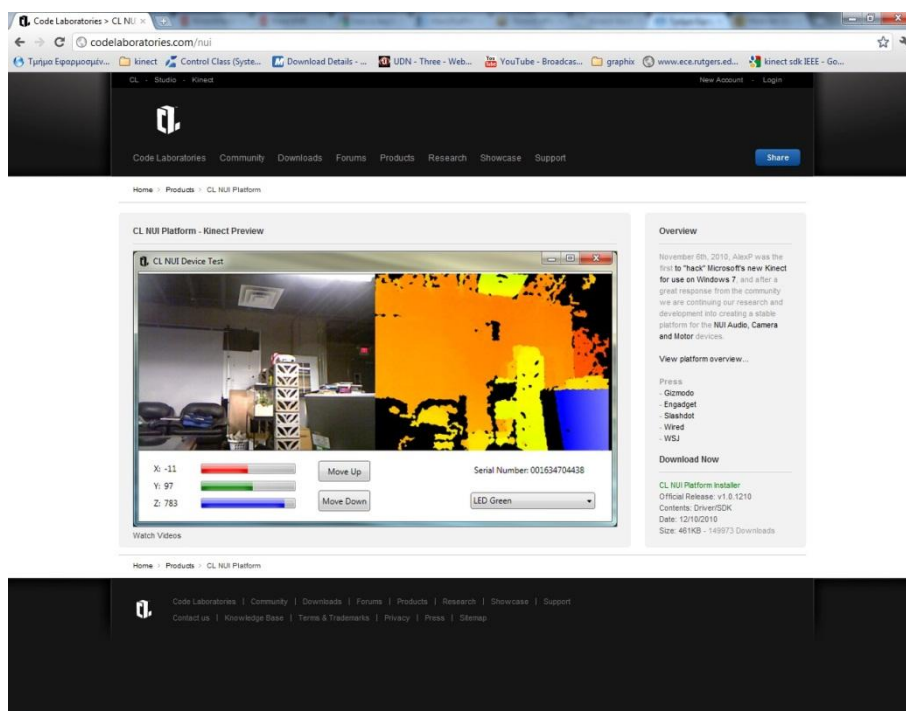 Code Laboratories > CL NU
codelaboratories.com/nui
Τμήμα Εφαρμοσμέν... kinect Control Class (Syste... Download Details - ... UDN - Three - Web... YouTube - Broadcas... graphix www.ece.rutgers.ed... kinect sdk IEEE - Go...
CL - Studio - Kinect New Account - Login
Code Laboratories Community Downloads Forums Products Research Showcase Support Share
Home > Products > CL NUI Platform
CL NUI Platform - Kinect Preview
CL NUI Device Test
X: -11
Y: 97
Z: 783
Move Up
Move Down
Serial Number: 001634704438
LED Green
Watch Videos
Overview
November 6th, 2010, AlexP was the
first to "hack" Microsoft's new Kinect
for use on Windows 7, and after a
great response from the community
we are continuing our research and
development into creating a stable
platform for the NUI Audio, Camera
and Motor devices.
View platform overview...
Press
- Gizmodo
- Engadget
- Slashdot
- Wired
- WSJ
Download Now
CL NUI Platform Installer
Official Release: v1.0.1210
Contents: Driver/SDK
Date: 12/10/2010
Size: 461KB - 149973 Downloads
Home > Products > CL NUI Platform
Code Laboratories | Community | Downloads | Forums | Products | Research | Showcase | Support
Contact us | Knowledge Base | Terms & Trademarks | Privacy | Press | Sitemap